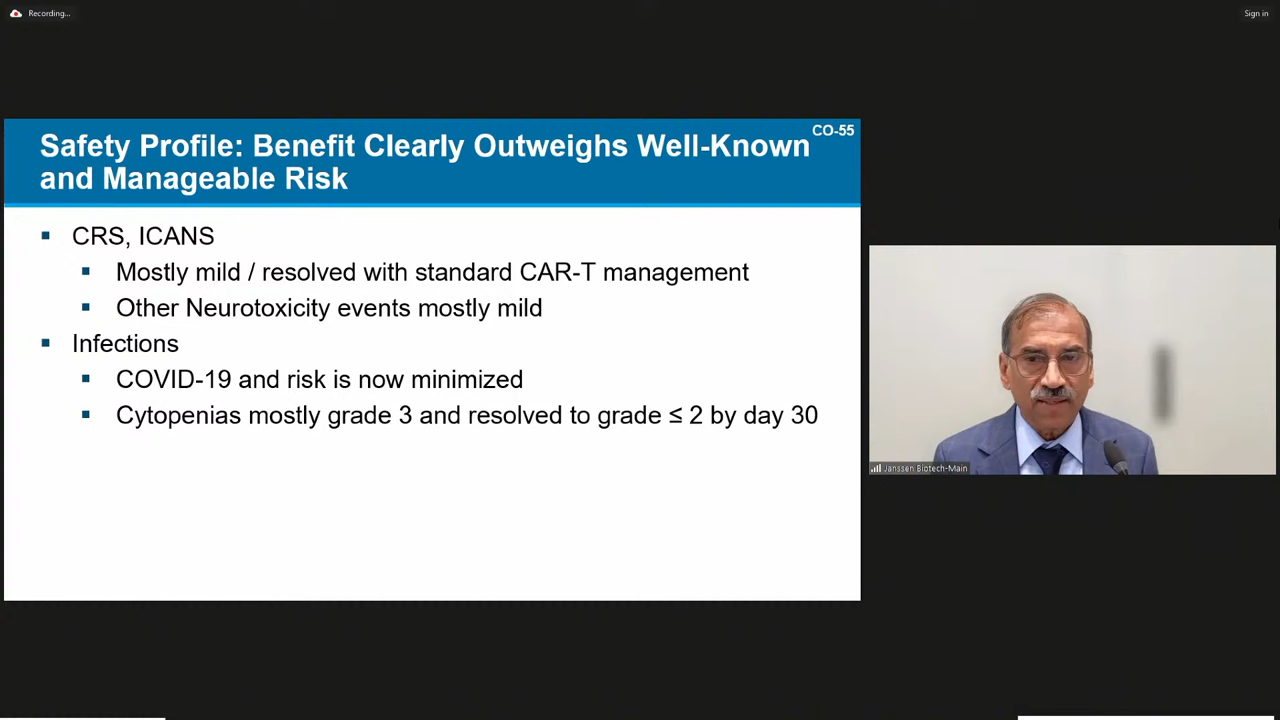 Recording...
Sign in
CO-55
Safety Profile: Benefit Clearly Outweighs Well-Known
and Manageable Risk
▪ CRS, ICANS
▪ Mostly mild / resolved with standard CAR-T management
▪ Other Neurotoxicity events mostly mild
▪ Infections
▪ COVID-19 and risk is now minimized
▪ Cytopenias mostly grade 3 and resolved to grade ≤ 2 by day 30
Janssen Biotech-Main